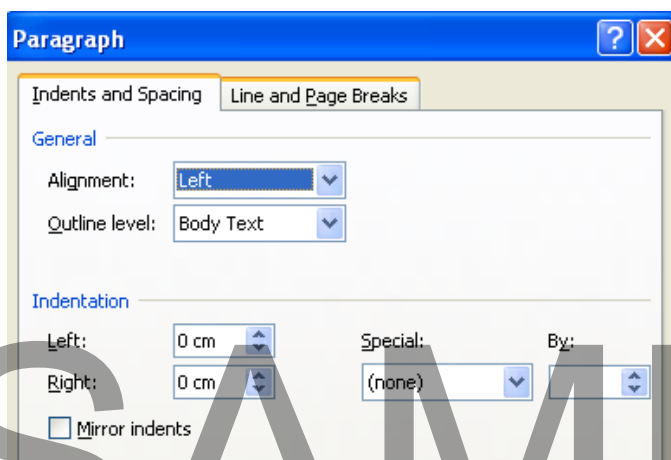 Paragraph
Indents and Spacing Line and Page Breaks
General
Alignment: Left
Outline level: Body Text
Indentation
Left: 0 cm Special: By:
Right: 0 cm (none)
Mirror indents